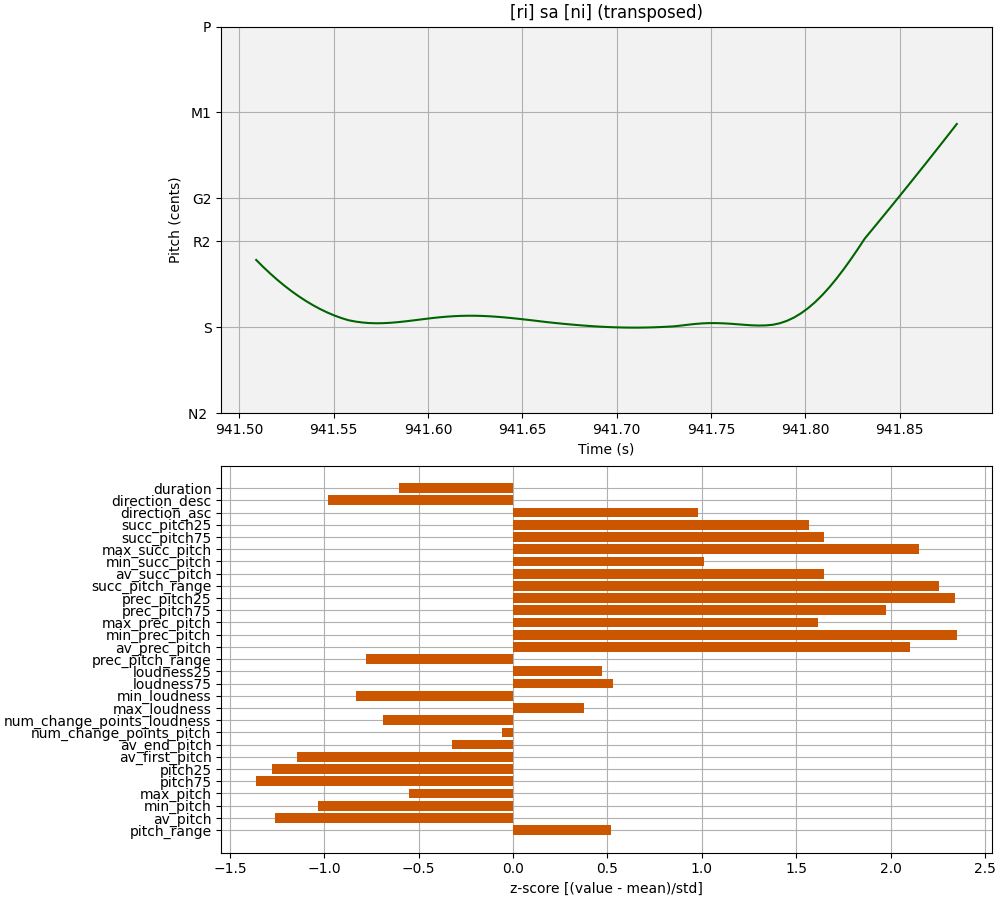 [ri] sa [ni] (transposed)
P
M1
G2
R2
S
N2
Pitch (cents)
941.50 941.55 941.60 941.65 941.70 941.75 941.80 941.85
Time (s)
duration
direction_desc
direction_asc
succ_pitch25
succ_pitch75
max_succ_pitch
min_succ_pitch
av_succ_pitch
succ_pitch_range
prec_pitch25
prec_pitch75
max_prec_pitch
min_prec_pitch
av_prec_pitch
prec_pitch_range
loudness25
loudness75
min_loudness
max_loudness
num_change_points_loudness
num_change_points_pitch
av_end_pitch
av_first_pitch
pitch25
pitch75
max_pitch
min_pitch
av_pitch
pitch_range
−1.5 −1.0 −0.5 0.0 0.5 1.0 1.5 2.0 2.5
z-score [(value - mean)/std]